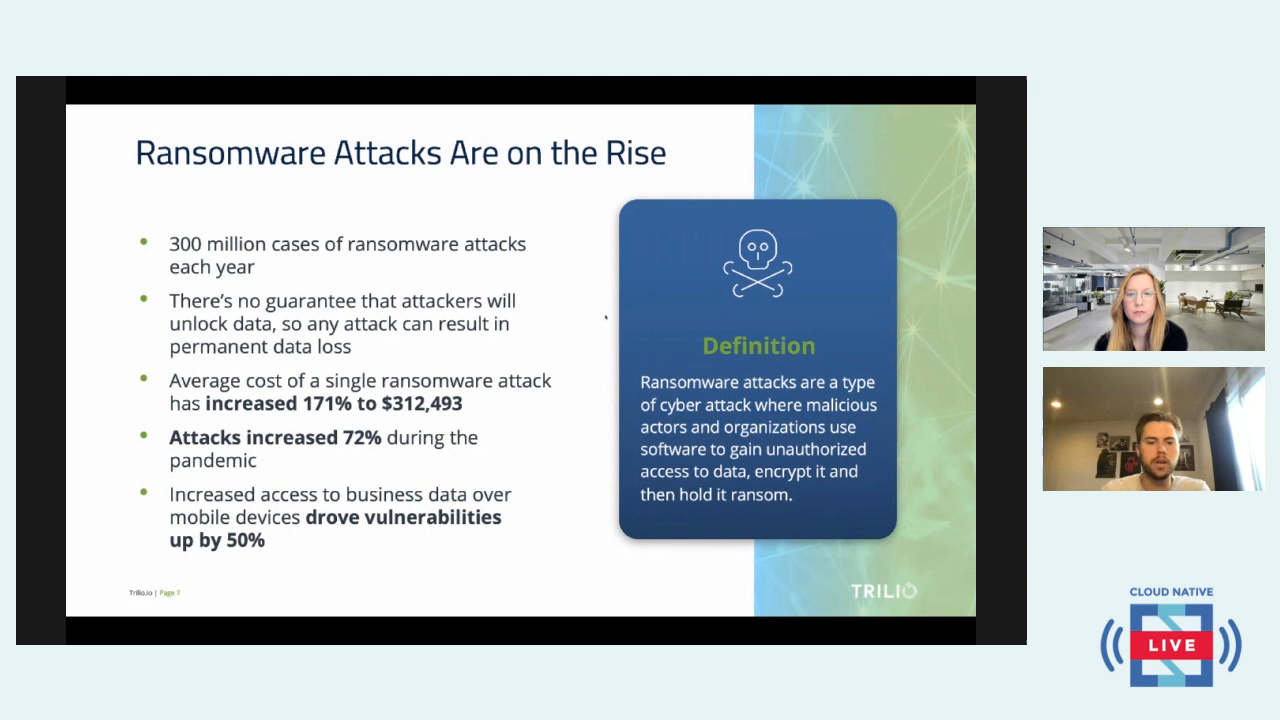 Ransomware Attacks Are on the Rise
• 300 million cases of ransomware attacks
each year
• There’s no guarantee that attackers will
unlock data, so any attack can result in
permanent data loss
• Average cost of a single ransomware attack
has increased 171% to $312,493
• Attacks increased 72% during the
pandemic
• Increased access to business data over
mobile devices drove vulnerabilities
up by 50%
Definition
Ransomware attacks are a type
of cyber attack where malicious
actors and organizations use
software to gain unauthorized
access to data, encrypt it and
then hold it ransom.
Trilio.io | Page 7
TRILIO
CLOUD NATIVE
LIVE